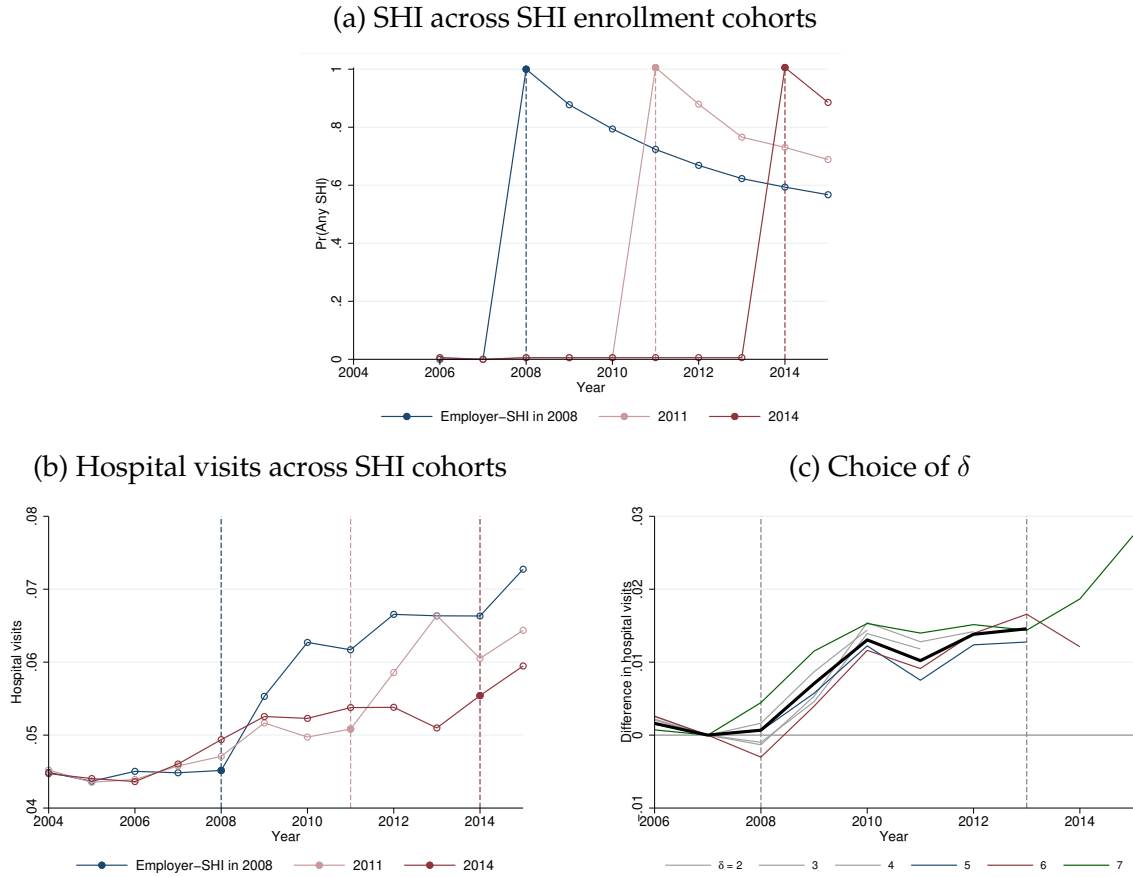 (a) SHI across SHI enrollment cohorts
Pr(Any SHI)
1
.8
.6
.4
.2
0
2004 2006 2008 2010 2012 2014
Year
Employer−SHI in 2008 2011 2014
(b) Hospital visits across SHI cohorts
Hospital visits
.08
.07
.06
.05
.04
2004 2006 2008 2010 2012 2014
Year
Employer−SHI in 2008 2011 2014
(c) Choice of δ
Difference in hospital visits
.03
.02
.01
0
-.01
2006 2008 2010 2012 2014
Year
δ = 2 3 4 5 6 7